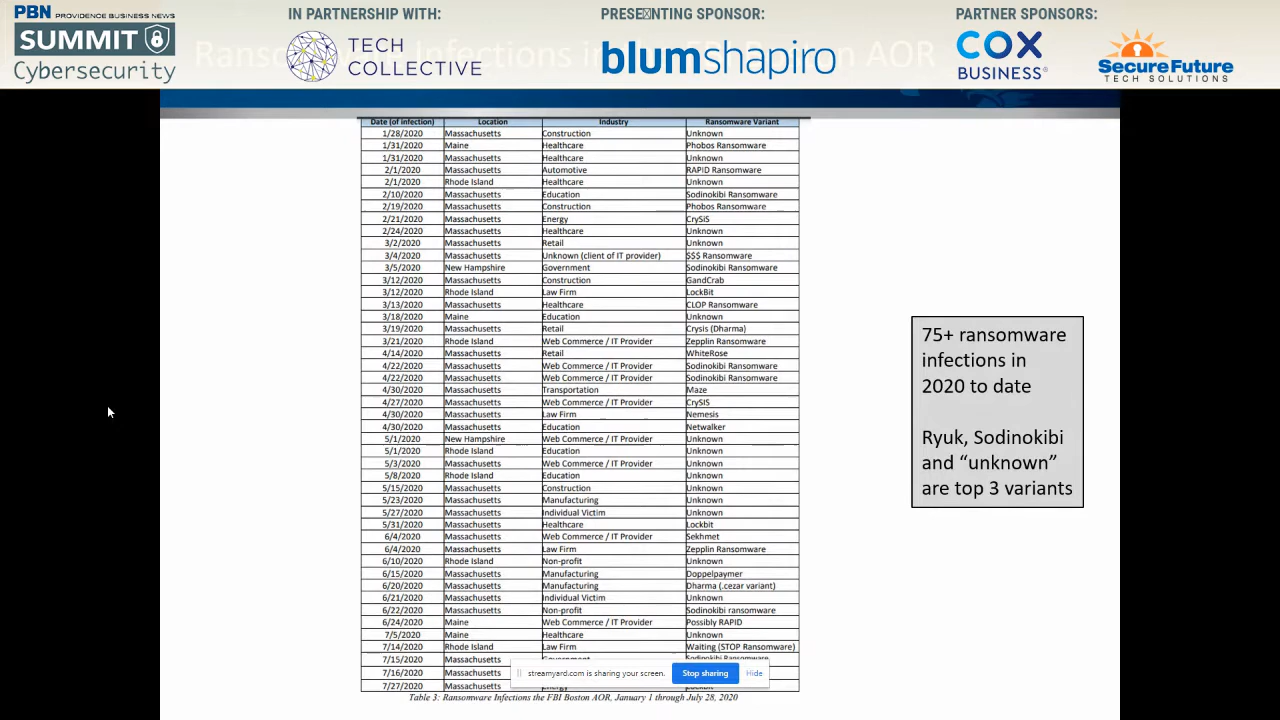 PBN PROVIDENCE BUSINESS NEWS
SUMMIT
Cybersecurity
IN PARTNERSHIP WITH:
TECH
COLLECTIVE
PRESENTING SPONSOR:
blumshapiro
PARTNER SPONSORS:
COX
BUSINESS®
SecureFuture
TECH SOLUTIONS
Date (of infection) Location Industry Ransomware Variant
1/28/2020 Massachusetts Construction Unknown
1/31/2020 Maine Healthcare Phobos Ransomware
1/31/2020 Massachusetts Healthcare Unknown
2/1/2020 Massachusetts Automotive RAPID Ransomware
2/1/2020 Rhode Island Healthcare Unknown
2/10/2020 Massachusetts Education Sodinokibi Ransomware
2/19/2020 Massachusetts Construction Phobos Ransomware
2/21/2020 Massachusetts Energy CrySiS
2/24/2020 Massachusetts Healthcare Unknown
3/2/2020 Massachusetts Retail Unknown
3/4/2020 Massachusetts Unknown (client of IT provider) $$$ Ransomware
3/5/2020 New Hampshire Government Sodinokibi Ransomware
3/12/2020 Massachusetts Construction GandCrab
3/12/2020 Rhode Island Law Firm LockBit
3/13/2020 Massachusetts Healthcare CLOP Ransomware
3/18/2020 Maine Education Unknown
3/19/2020 Massachusetts Retail Crysis (Dharma)
3/21/2020 Rhode Island Web Commerce / IT Provider Zepplin Ransomware
4/14/2020 Massachusetts Retail WhiteRose
4/22/2020 Massachusetts Web Commerce / IT Provider Sodinokibi Ransomware
4/22/2020 Massachusetts Web Commerce / IT Provider Sodinokibi Ransomware
4/30/2020 Massachusetts Transportation Maze
4/27/2020 Massachusetts Web Commerce / IT Provider CrySIS
4/30/2020 Massachusetts Law Firm Nemesis
4/30/2020 Massachusetts Education Netwalker
5/1/2020 New Hampshire Web Commerce / IT Provider Unknown
5/1/2020 Rhode Island Education Unknown
5/3/2020 Massachusetts Web Commerce / IT Provider Unknown
5/8/2020 Rhode Island Education Unknown
5/15/2020 Massachusetts Construction Unknown
5/23/2020 Massachusetts Manufacturing Unknown
5/27/2020 Massachusetts Individual Victim Unknown
5/31/2020 Massachusetts Healthcare Lockbit
6/4/2020 Massachusetts Web Commerce / IT Provider Sekhmet
6/4/2020 Massachusetts Law Firm Zepplin Ransomware
6/10/2020 Rhode Island Non-profit Unknown
6/15/2020 Massachusetts Manufacturing Doppelpaymer
6/20/2020 Massachusetts Manufacturing Dharma (.cezar variant)
6/21/2020 Massachusetts Individual Victim Unknown
6/22/2020 Massachusetts Non-profit Sodinokibi ransomware
6/24/2020 Maine Web Commerce / IT Provider Possibly RAPID
7/5/2020 Maine Healthcare Unknown
7/14/2020 Rhode Island Law Firm Waiting (STOP Ransomware)
7/15/2020 Massachusetts Government Sodinokibi Ransomware
7/16/2020 Massachusetts
7/27/2020 Massachusetts Energy Lockbit
streamyard.com is sharing your screen. Stop sharing Hide
Table 3: Ransomware Infections the FBI Boston AOR, January 1 through July 28, 2020
75+ ransomware
infections in
2020 to date
Ryuk, Sodinokibi
and “unknown”
are top 3 variants